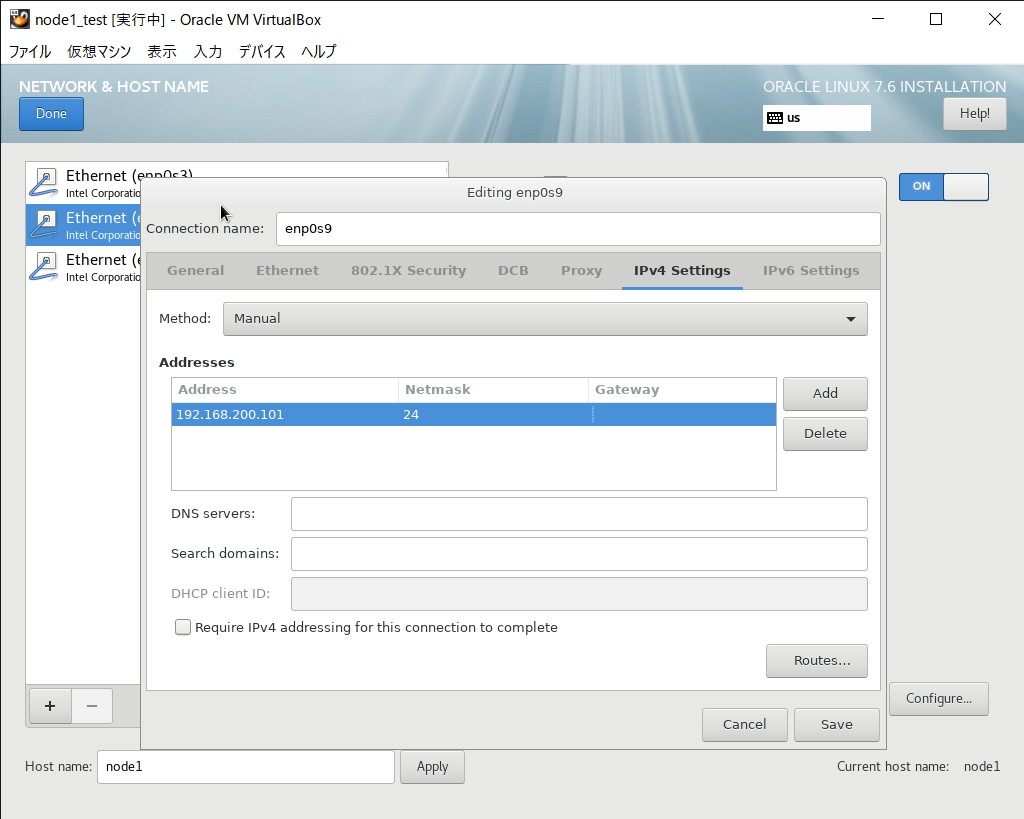 node1_test [実行中] - Oracle VM VirtualBox
ファイル 仮想マシン 表示 入力 デバイス ヘルプ
NETWORK & HOST NAME
ORACLE LINUX 7.6 INSTALLATION
Done
us
Help!
Ethernet (enp0s3)
Intel Corporatio
ON
Editing enp0s9
Ethernet (e
Intel Corporatio
Connection name: enp0s9
Ethernet (e
Intel Corporatio
General Ethernet 802.1X Security DCB Proxy IPv4 Settings IPv6 Settings
Method: Manual
Addresses
Address Netmask Gateway
192.168.200.101 24
Add
Delete
DNS servers:
Search domains:
DHCP client ID:
Require IPv4 addressing for this connection to complete
Routes...
+ −
Configure...
Cancel Save
Host name: node1 Apply
Current host name: node1